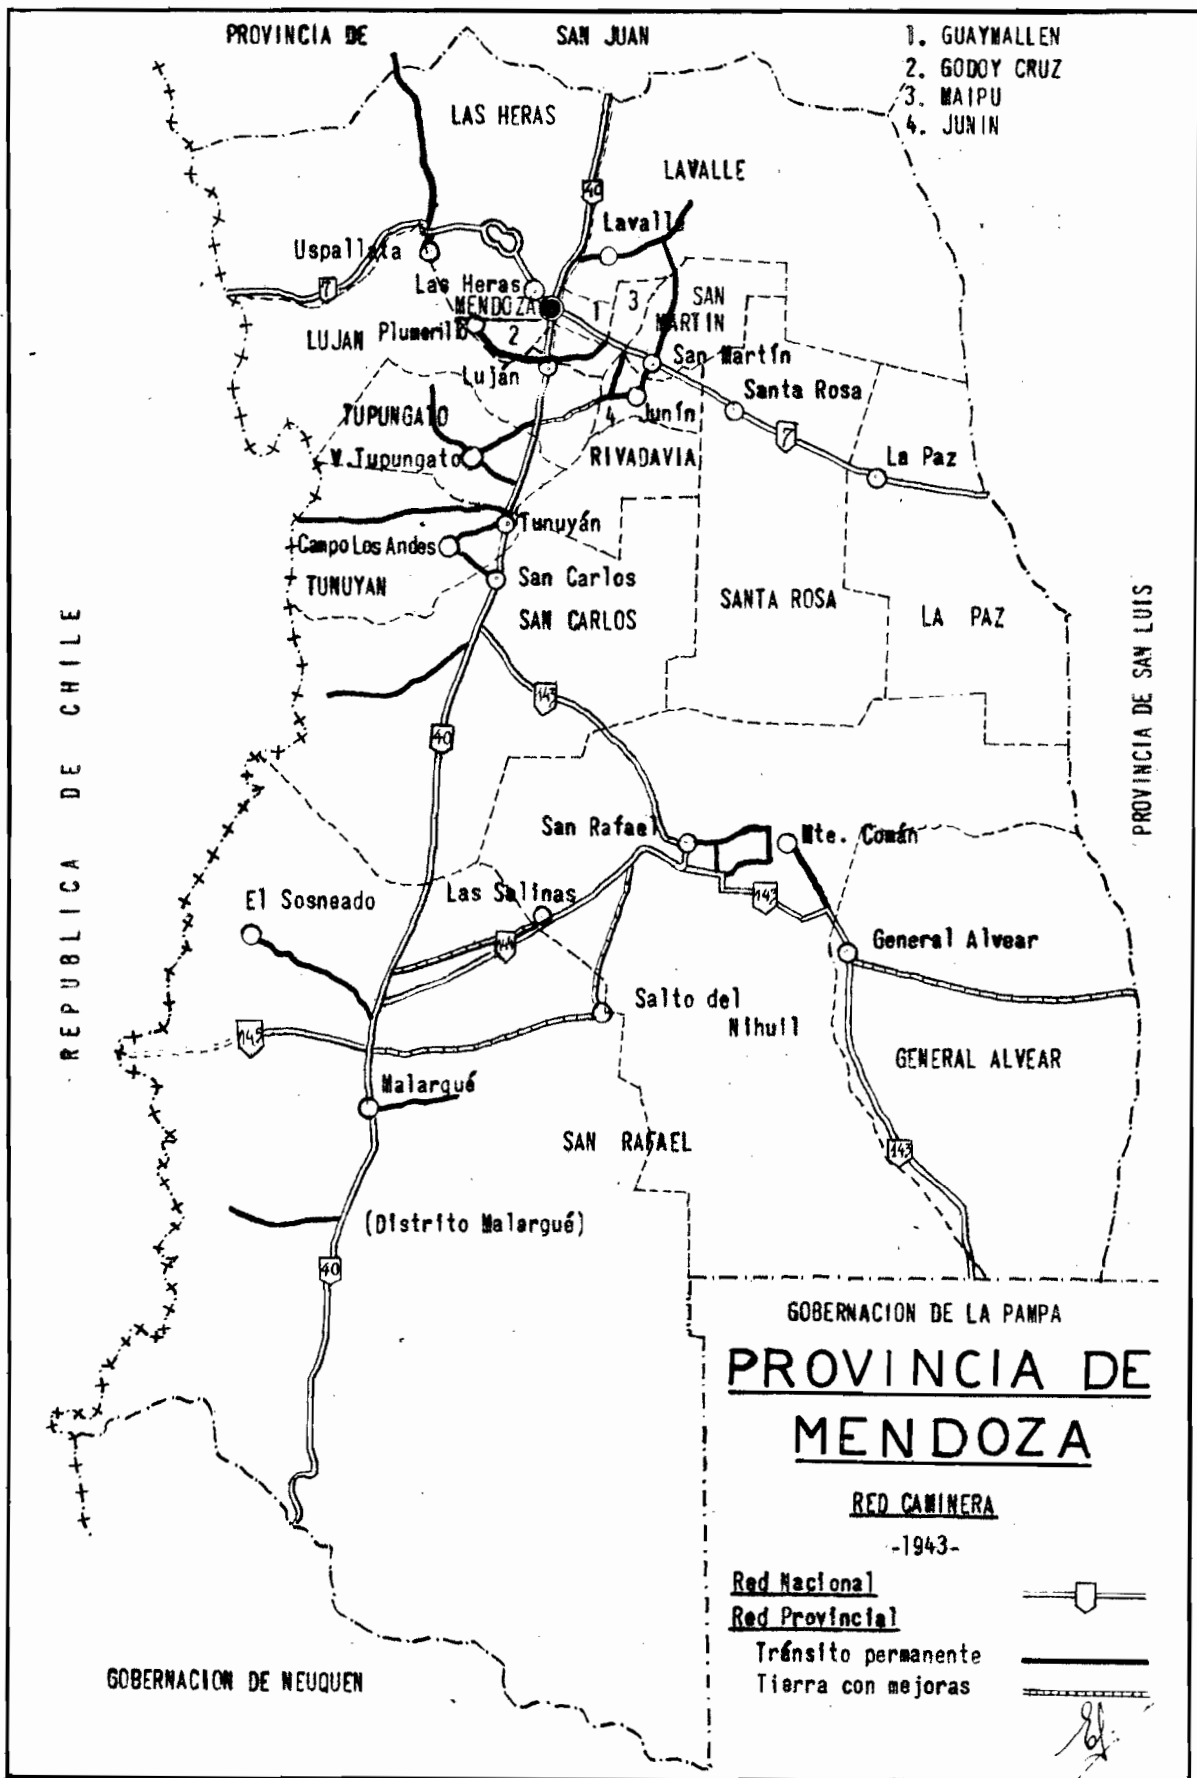 PROVINCIA DE SAN JUAN
1. GUAYMALLEN
2. GODOY CRUZ
3. MAIPU
4. JUNIN
LAS HERAS
LAVALLE
40
Lavalle
Uspallata
7
Las Heras
MENDOZA
1
3
SAN
MARTIN
LUJAN
Plumerillo
2
Luján
San Martín
Santa Rosa
TUPUNGATO
4
Junín
7
V. Tupungato
RIVADAVIA
La Paz
Tunuyán
Campo Los Andes
TUNUYAN
San Carlos
SAN CARLOS
SANTA ROSA
LA PAZ
REPUBLICA DE CHILE
PROVINCIA DE SAN LUIS
143
40
San Rafael
Mte. Comán
El Sosneado
Las Salinas
143
144
General Alvear
Salto del
Nihuil
145
GENERAL ALVEAR
Malargué
SAN RAFAEL
143
(Distrito Malargué)
40
GOBERNACION DE LA PAMPA
PROVINCIA DE
MENDOZA
RED CAMINERA
-1943-
Red Nacional
Red Provincial
Tránsito permanente
Tierra con mejoras
GOBERNACION DE NEUQUEN